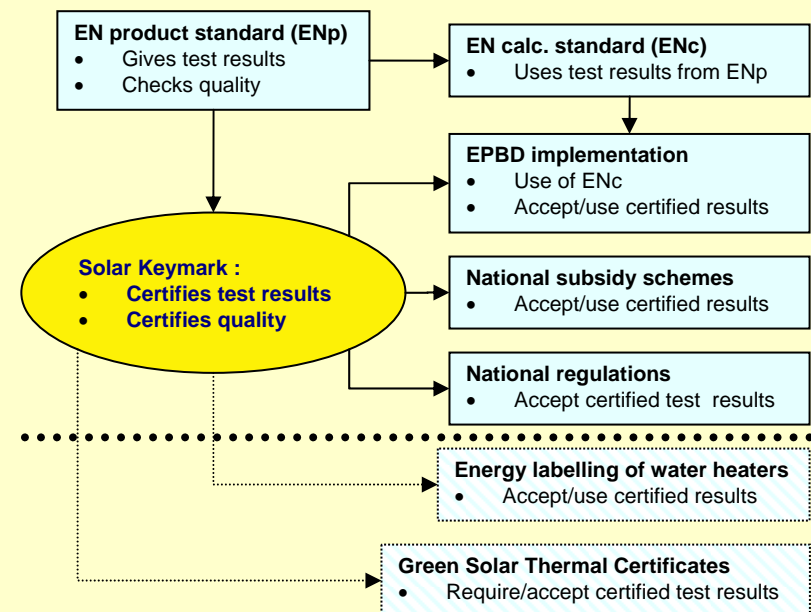 EN product standard (ENp)
• Gives test results
• Checks quality
EN calc. standard (ENc)
• Uses test results from ENp
EPBD implementation
• Use of ENc
• Accept/use certified results
Solar Keymark :
• Certifies test results
• Certifies quality
National subsidy schemes
• Accept/use certified results
National regulations
• Accept certified test  results
Energy labelling of water heaters
• Accept/use certified results
Green Solar Thermal Certificates
• Require/accept certified test results